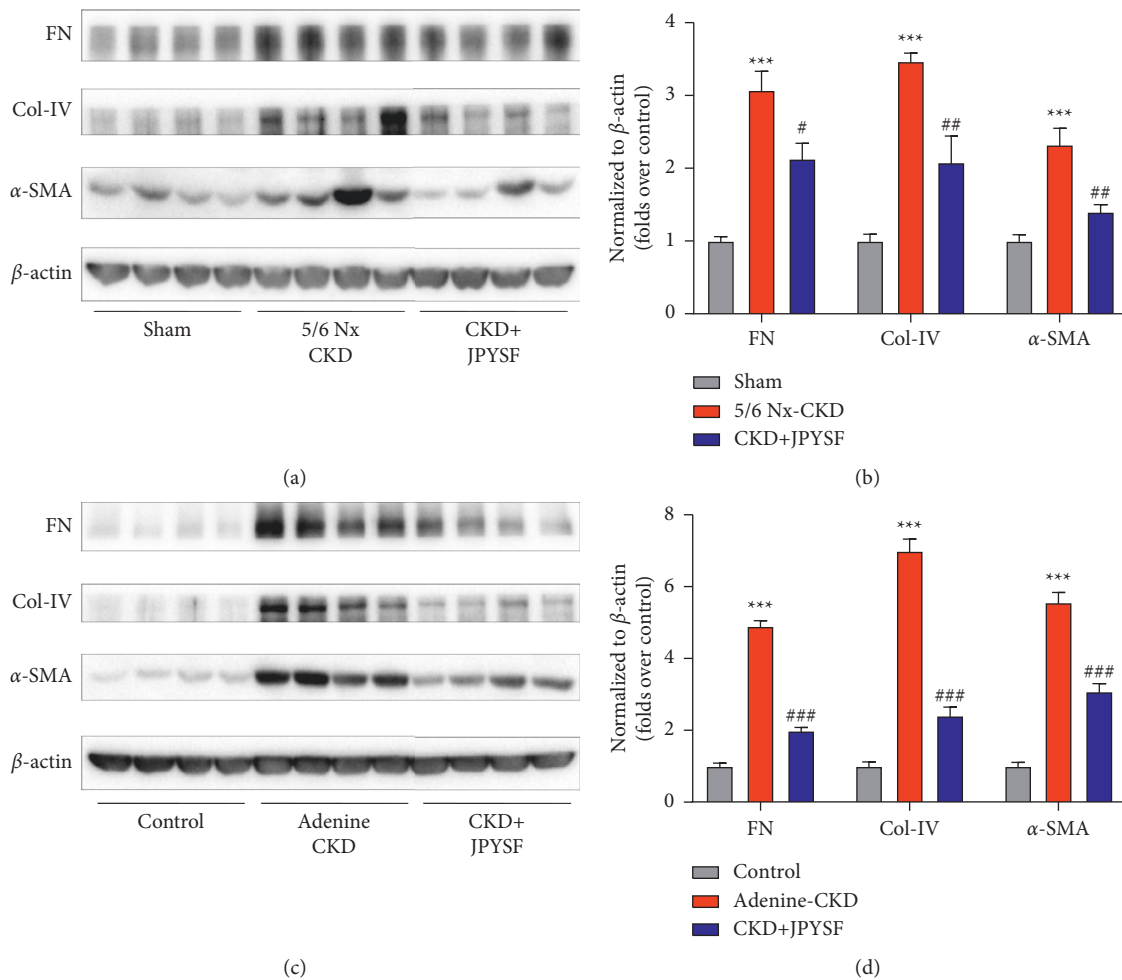 FN
Col-IV
α-SMA
β-actin
Sham
5/6 Nx
CKD
CKD+
JPYSF
(a)
Normalized to β-actin
(folds over control)
4
3
2
1
0
***
#
***
##
***
##
FN
Col-IV
α-SMA
Sham
5/6 Nx-CKD
CKD+JPYSF
(b)
FN
Col-IV
α-SMA
β-actin
Control
Adenine
CKD
CKD+
JPYSF
(c)
Normalized to β-actin
(folds over control)
8
6
4
2
0
***
###
***
###
***
###
FN
Col-IV
α-SMA
Control
Adenine-CKD
CKD+JPYSF
(d)